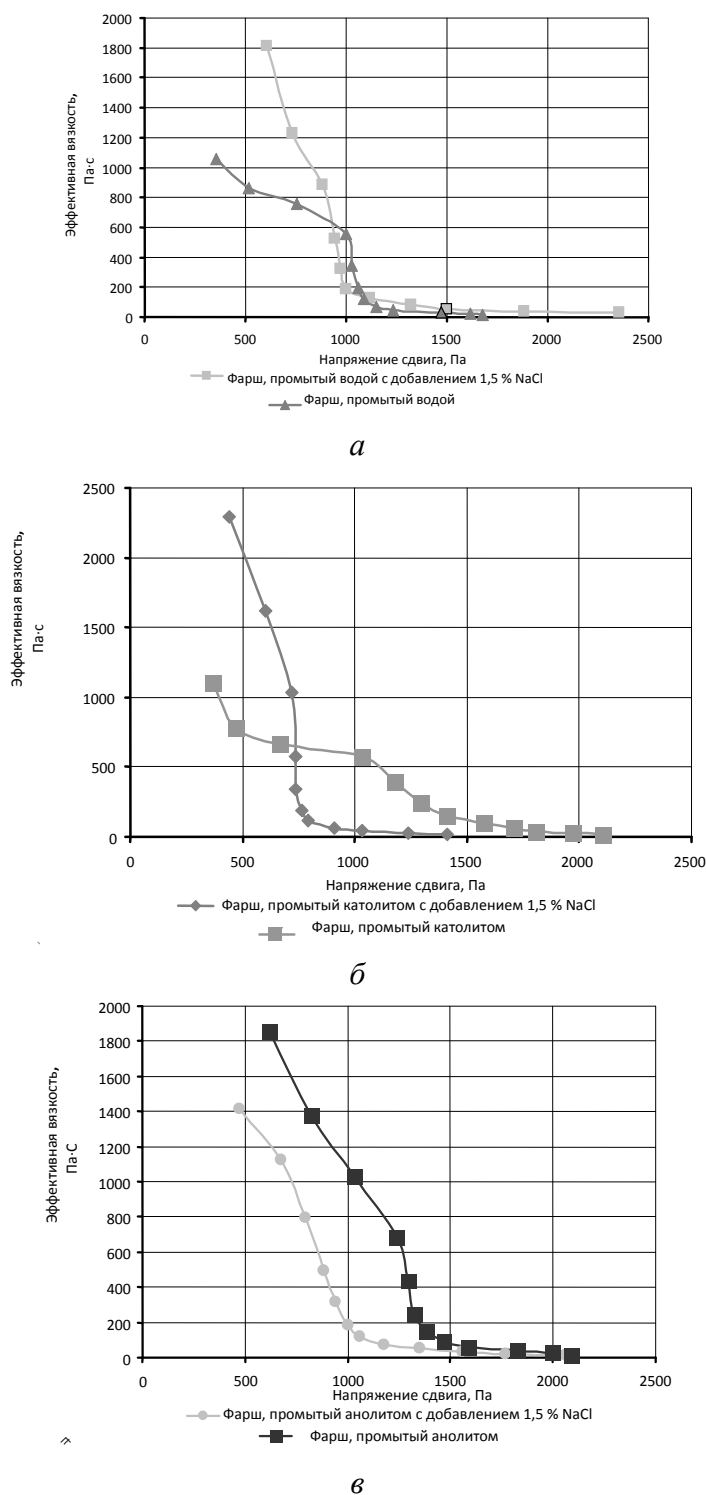 2000
1800
1600
1400
1200
1000
800
600
400
200
0
Эффективная вязкость,
Па·с
0 500 1000 1500 2000 2500
Напряжение сдвига, Па
Фарш, промытый водой с добавлением 1,5 % NaCl
Фарш, промытый водой
а
2500
2000
1500
1000
500
0
Эффективная вязкость,
Па·с
0 500 1000 1500 2000 2500
Напряжение сдвига, Па
Фарш, промытый католитом с добавлением 1,5 % NaCl
Фарш, промытый католитом
б
2000
1800
1600
1400
1200
1000
800
600
400
200
0
Эффективная вязкость,
Па·С
0 500 1000 1500 2000 2500
Напряжение сдвига, Па
Фарш, промытый анолитом с добавлением 1,5 % NaCl
Фарш, промытый анолитом
в